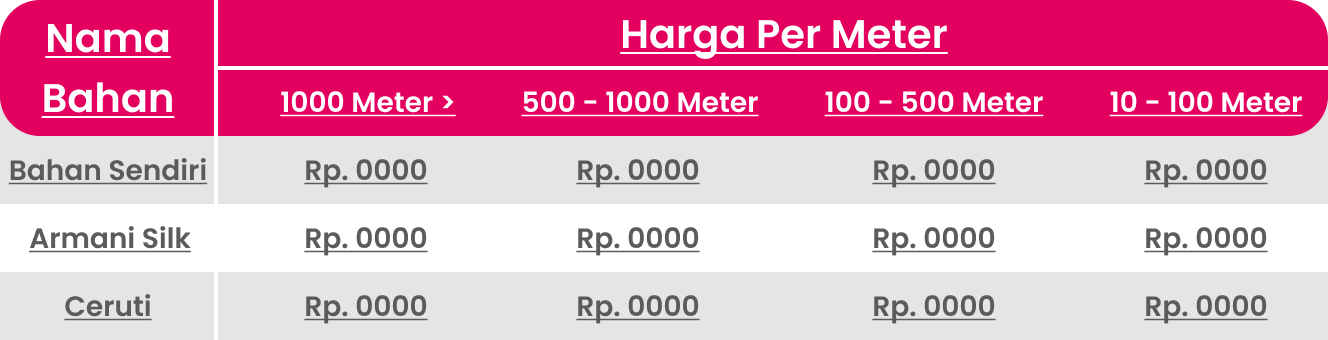 Nama
Bahan
Harga Per Meter
1000 Meter > 500 - 1000 Meter 100 - 500 Meter 10 - 100 Meter
Bahan Sendiri Rp. 0000 Rp. 0000 Rp. 0000 Rp. 0000
Armani Silk Rp. 0000 Rp. 0000 Rp. 0000 Rp. 0000
Ceruti Rp. 0000 Rp. 0000 Rp. 0000 Rp. 0000